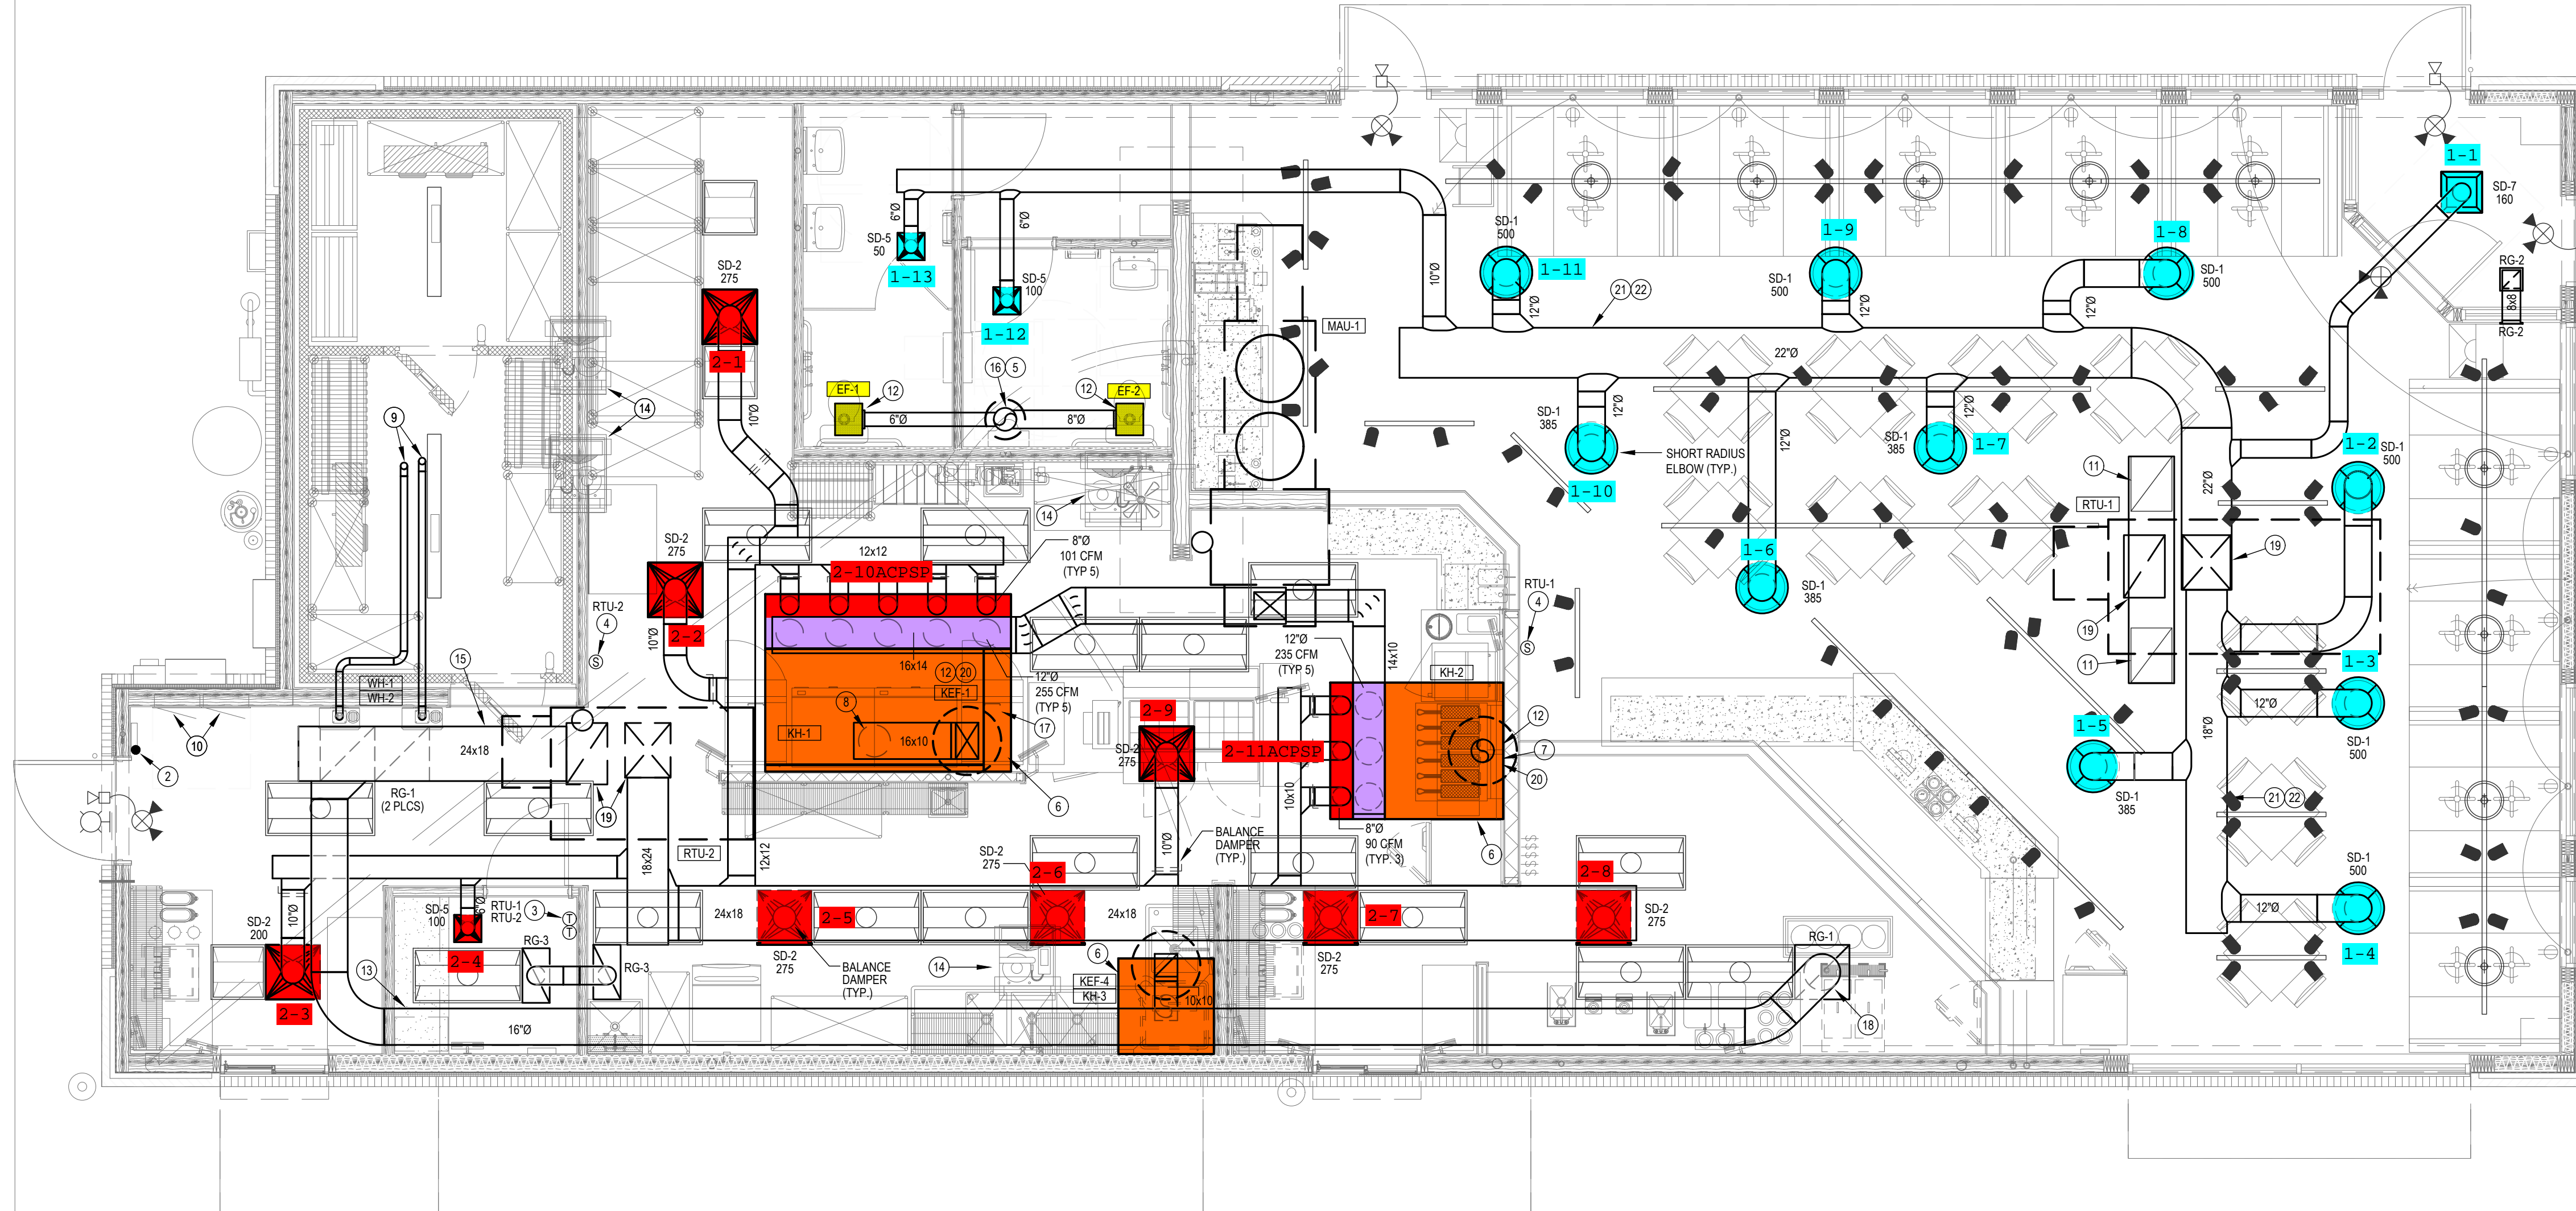 1-1
SD-7
160
SD-5
50
6"Ø
6"Ø
1-13
SD-5
100
1-12
10"Ø
SD-1
500
1-11
12"Ø
21 22
1-9
SD-1
500
12"Ø
1-8
SD-1
500
12"Ø
RG-2
8x8
RG-2
MAU-1
SD-2
275
2-1
10"Ø
EF-1
12
6"Ø
16 5
8"Ø
12
EF-2
22"Ø
SD-1
385
12"Ø
1-10
SHORT RADIUS
ELBOW (TYP.)
12"Ø
1-6
SD-1
385
SD-1
385
12"Ø
1-7
22"Ø
1-2
SD-1
500
11
RTU-1
19
19
11
9
14
14
SD-2
275
2-2
10"Ø
RTU-2
4
S
12x12
2-10ACPSP
8"Ø
101 CFM
(TYP 5)
16x14
12 20
KEF-1
12"Ø
255 CFM
(TYP 5)
8
KH-1
16x10
17
6
12"Ø
235 CFM
(TYP 5)
14x10
KH-2
RTU-1
4
S
12
7
20
6
2-9
SD-2
275
2-11ACPSP
10x10
8"Ø
90 CFM
(TYP. 3)
1-3
12"Ø
SD-1
500
1-5
SD-1
385
18"Ø
21 22
SD-1
500
12"Ø
1-4
15
WH-1
WH-2
10
2
24x18
RG-1
(2 PLCS)
19
RTU-2
18x24
12x12
10"Ø
BALANCE
DAMPER
(TYP.)
SD-2
200
10"Ø
2-3
SD-5
100
6"Ø
2-4
RTU-1
RTU-2
3
T
T
RG-3
RG-3
13
16"Ø
24x18
2-5
SD-2
275
BALANCE
DAMPER
(TYP.)
SD-2
275
2-6
24x18
14
6
KEF-4
KH-3
10x10
2-7
SD-2
275
2-8
SD-2
275
RG-1
18